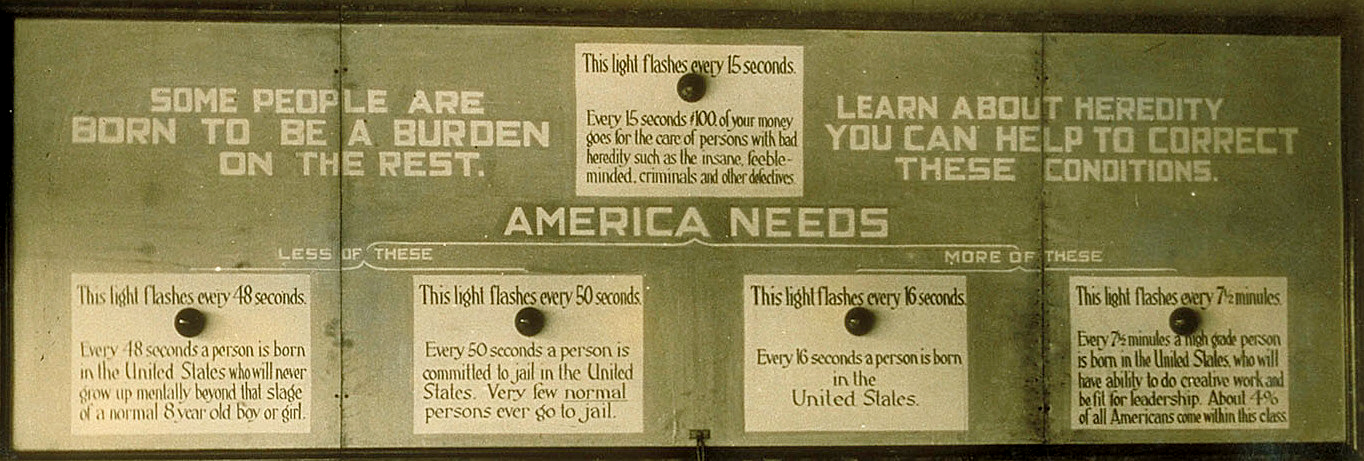 SOME PEOPLE ARE
BORN TO BE A BURDEN
ON THE REST.
This light flashes every 15 seconds.
Every 15 seconds $100. of your money
goes for the care of persons with bad
heredity such as the insane, feeble-
minded, criminals and other defectives.
LEARN ABOUT HEREDITY
YOU CAN HELP TO CORRECT
THESE CONDITIONS.
AMERICA NEEDS
LESS OF THESE
MORE OF THESE
This light flashes every 48 seconds.
Every 48 seconds a person is born
in the United States who will never
grow up mentally beyond that stage
of a normal 8 year old boy or girl.
This light flashes every 50 seconds.
Every 50 seconds a person is
committed to jail in the United
States. Very few normal
persons ever go to jail.
This light flashes every 16 seconds.
Every 16 seconds a person is born
in the
United States.
This light flashes every 7½ minutes.
Every 7½ minutes a high grade person
is born in the United States, who will
have ability to do creative work and
be fit for leadership. About 4%
of all Americans come within this class.